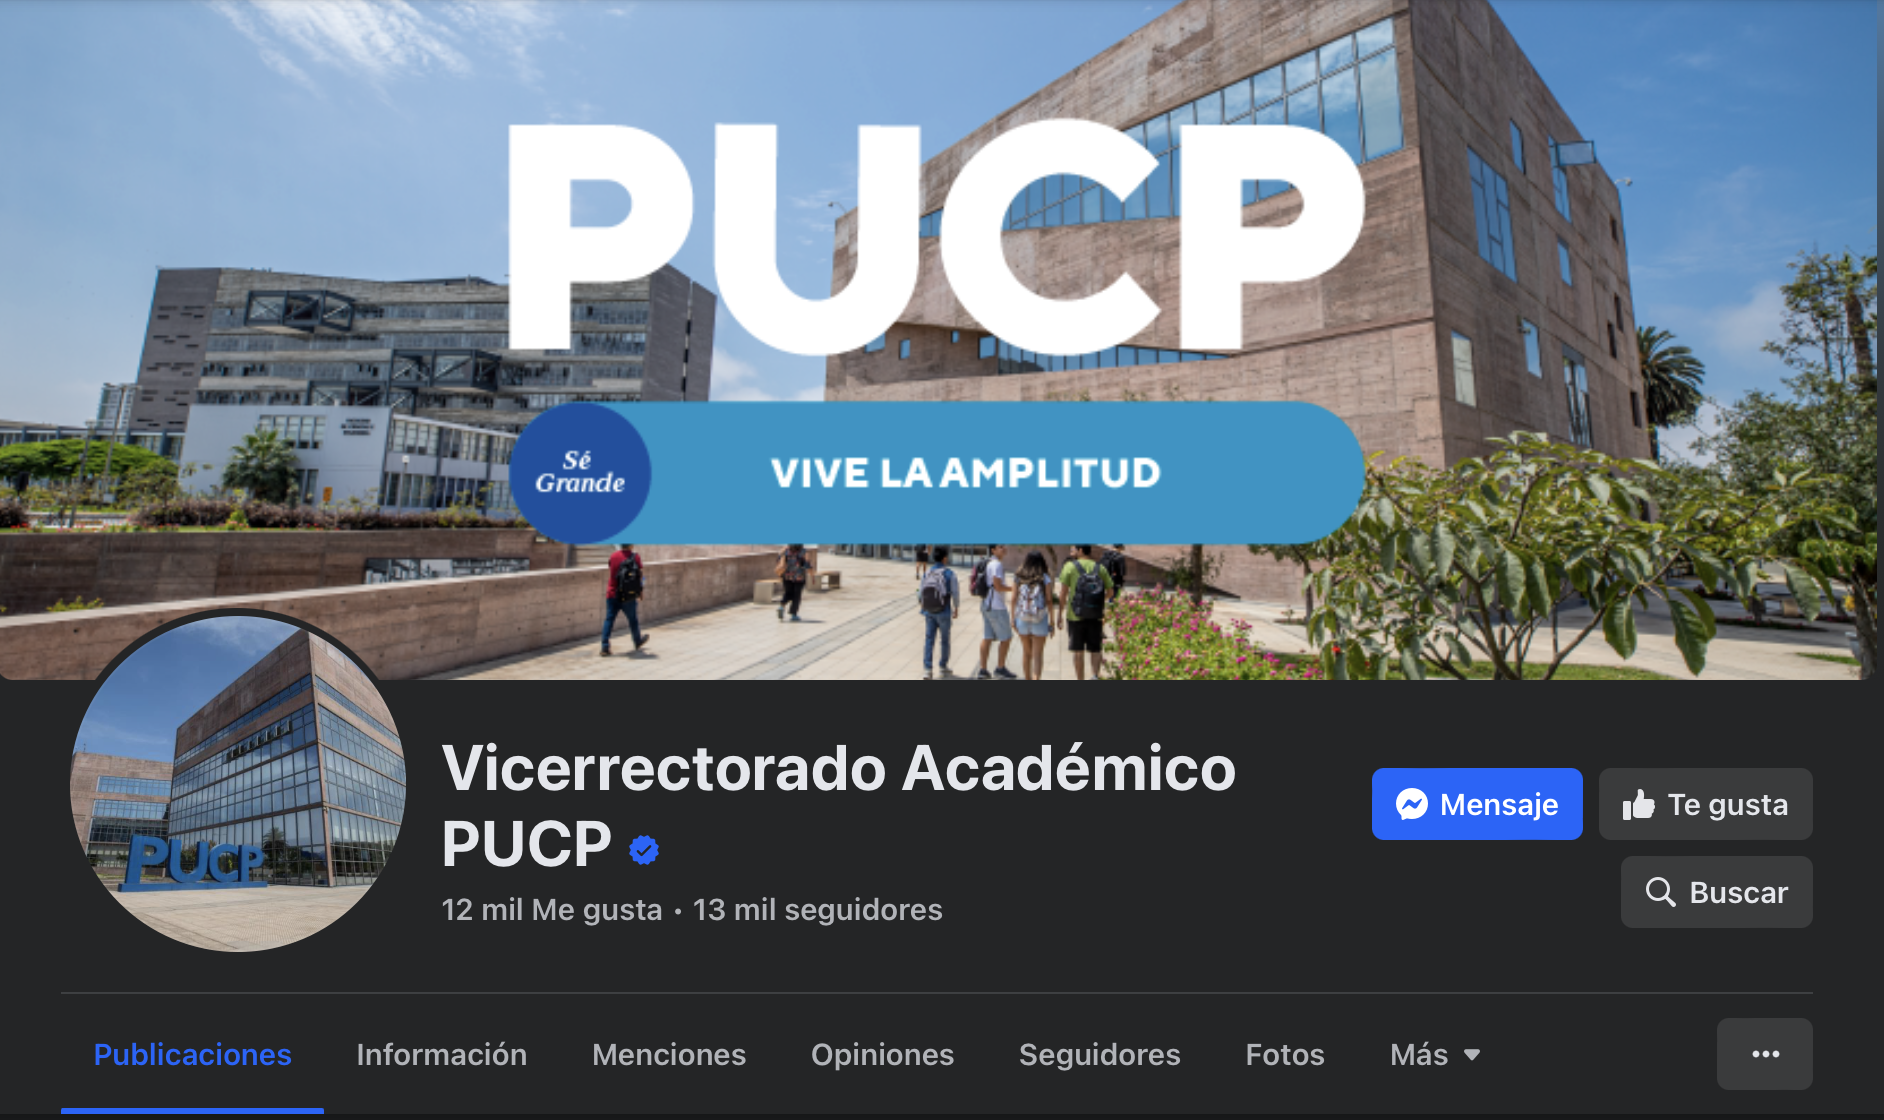 PUCP
Sé
Grande
VIVE LA AMPLITUD
PUCP
Vicerrectorado Académico
PUCP
12 mil Me gusta • 13 mil seguidores
Mensaje
Te gusta
Buscar
Publicaciones
Información
Menciones
Opiniones
Seguidores
Fotos
Más